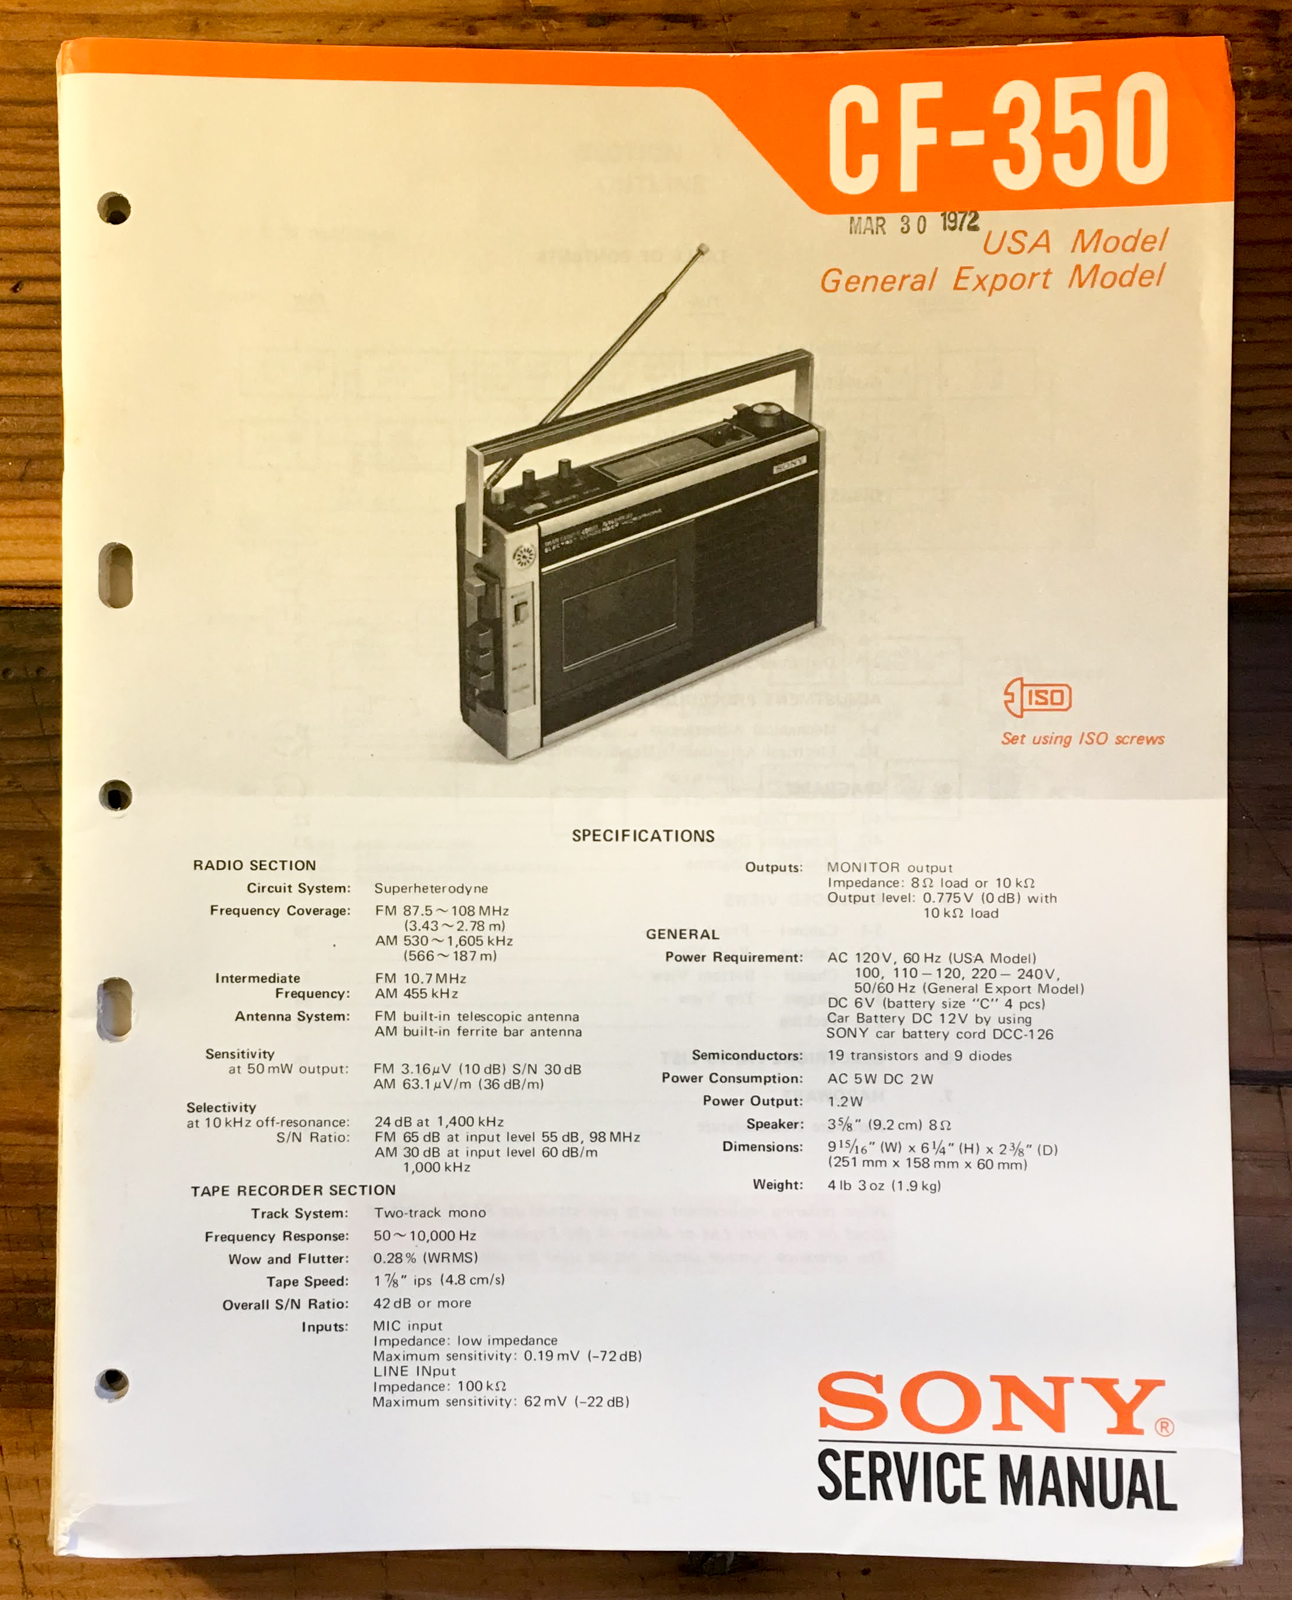 CF-350
MAR 30 1972
USA Model
General Export Model
SONY
ISO
Set using ISO screws
SPECIFICATIONS
RADIO SECTION
Circuit System: Superheterodyne
Frequency Coverage: FM 87.5～108 MHz
(3.43～2.78 m)
AM 530～1,605 kHz
(566～187 m)
Intermediate FM 10.7 MHz
Frequency: AM 455 kHz
Antenna System: FM built-in telescopic antenna
AM built-in ferrite bar antenna
Sensitivity
at 50 mW output: FM 3.16μV (10 dB) S/N 30 dB
AM 63.1 μV/m (36 dB/m)
Selectivity
at 10 kHz off-resonance: 24 dB at 1,400 kHz
S/N Ratio: FM 65 dB at input level 55 dB, 98 MHz
AM 30 dB at input level 60 dB/m
1,000 kHz
TAPE RECORDER SECTION
Track System: Two-track mono
Frequency Response: 50～10,000 Hz
Wow and Flutter: 0.28% (WRMS)
Tape Speed: 1⅞" ips (4.8 cm/s)
Overall S/N Ratio: 42 dB or more
Inputs: MIC input
Impedance: low impedance
Maximum sensitivity: 0.19 mV (−72 dB)
LINE INput
Impedance: 100 kΩ
Maximum sensitivity: 62 mV (−22 dB)
Outputs: MONITOR output
Impedance: 8Ω load or 10 kΩ
Output level: 0.775 V (0 dB) with
10 kΩ load
GENERAL
Power Requirement: AC 120V, 60 Hz (USA Model)
100, 110 – 120, 220 – 240V,
50/60 Hz (General Export Model)
DC 6V (battery size "C" 4 pcs)
Car Battery DC 12V by using
SONY car battery cord DCC-126
Semiconductors: 19 transistors and 9 diodes
Power Consumption: AC 5W DC 2W
Power Output: 1.2W
Speaker: 3⅝" (9.2 cm) 8Ω
Dimensions: 9 15/16" (W) x 6¼" (H) x 2⅜" (D)
(251 mm x 158 mm x 60 mm)
Weight: 4 lb 3 oz (1.9 kg)
SONY®
SERVICE MANUAL